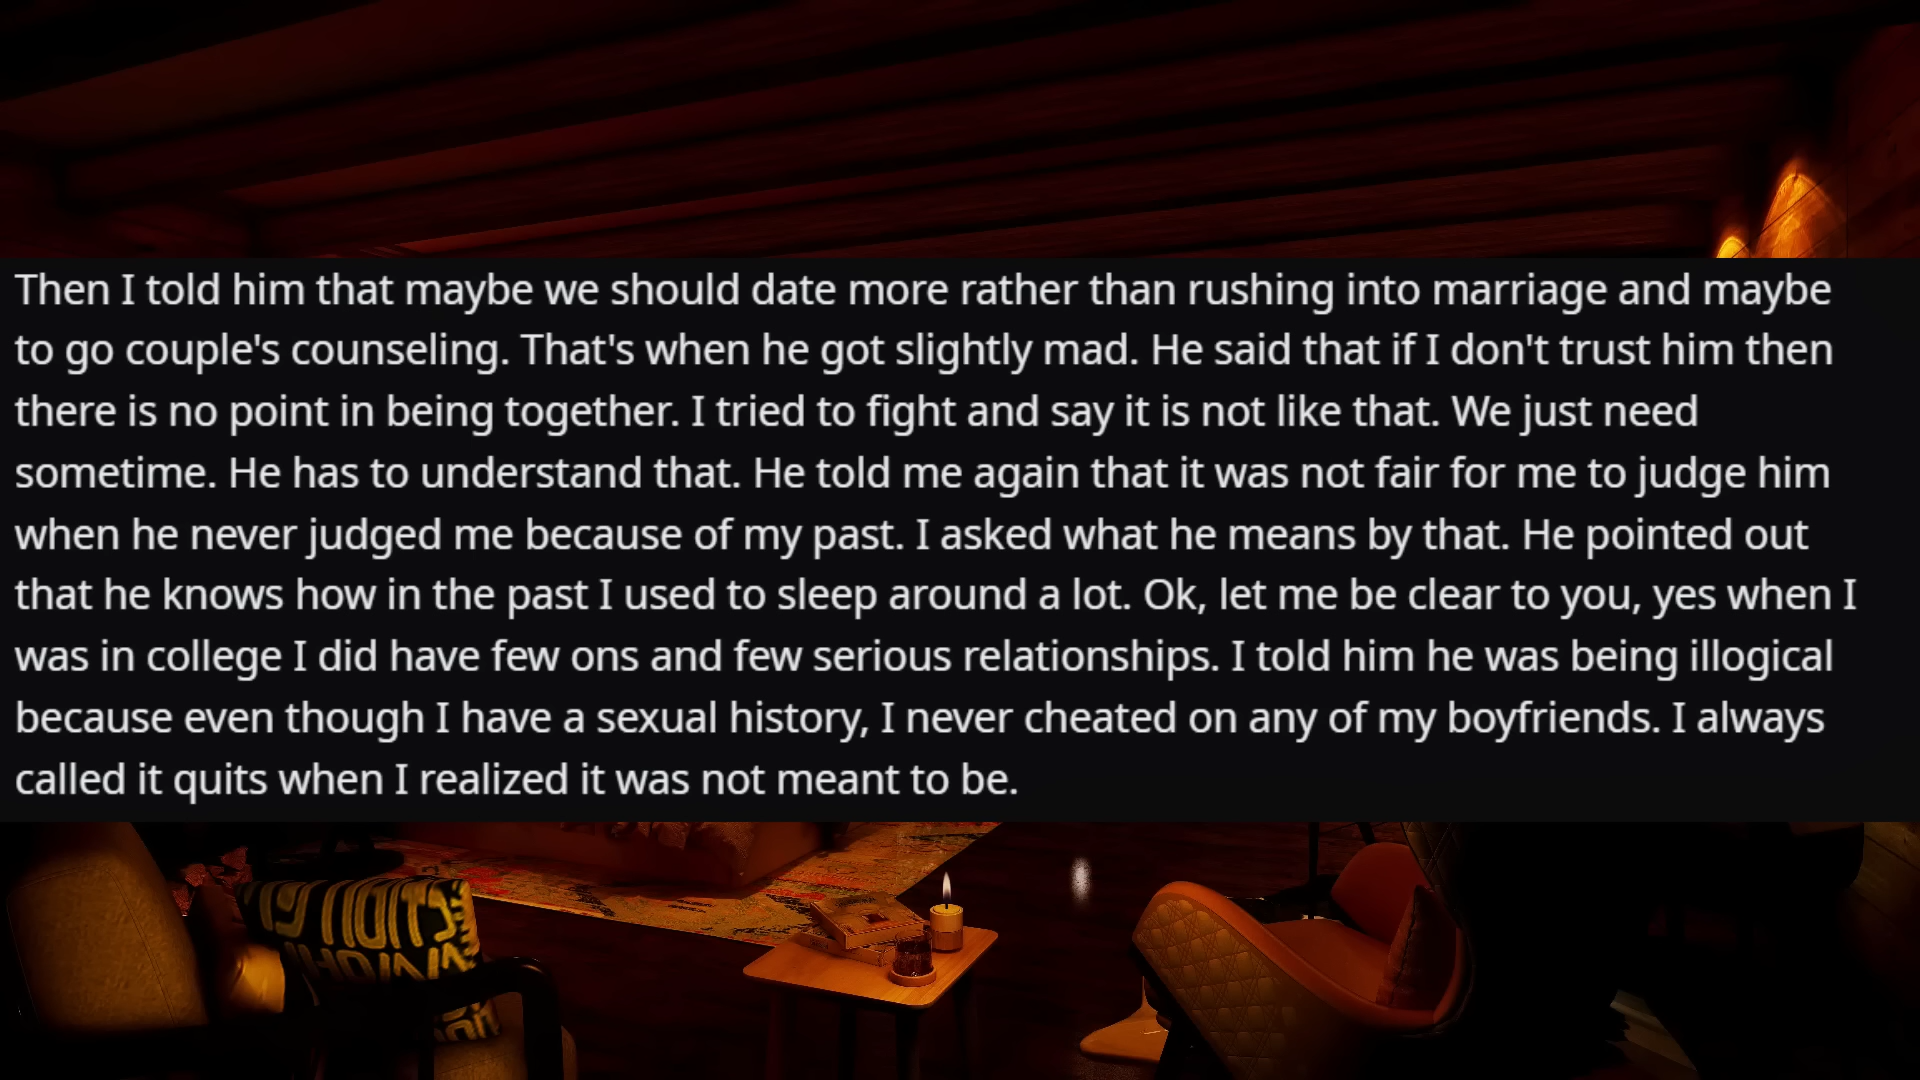 Then I told him that maybe we should date more rather than rushing into marriage and maybe
to go couple's counseling. That's when he got slightly mad. He said that if I don't trust him then
there is no point in being together. I tried to fight and say it is not like that. We just need
sometime. He has to understand that. He told me again that it was not fair for me to judge him
when he never judged me because of my past. I asked what he means by that. He pointed out
that he knows how in the past I used to sleep around a lot. Ok, let me be clear to you, yes when I
was in college I did have few ons and few serious relationships. I told him he was being illogical
because even though I have a sexual history, I never cheated on any of my boyfriends. I always
called it quits when I realized it was not meant to be.